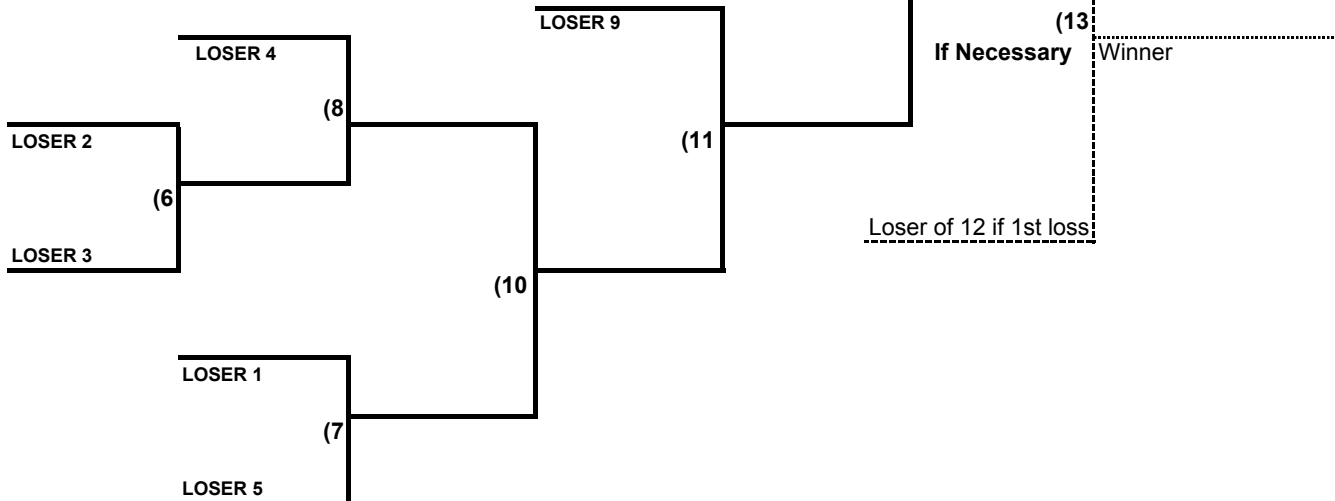 LOSER 9
(13
LOSER 4
If Necessary
Winner
(8
LOSER 2
(11
(6
Loser of 12 if 1st loss
LOSER 3
(10
LOSER 1
(7
LOSER 5